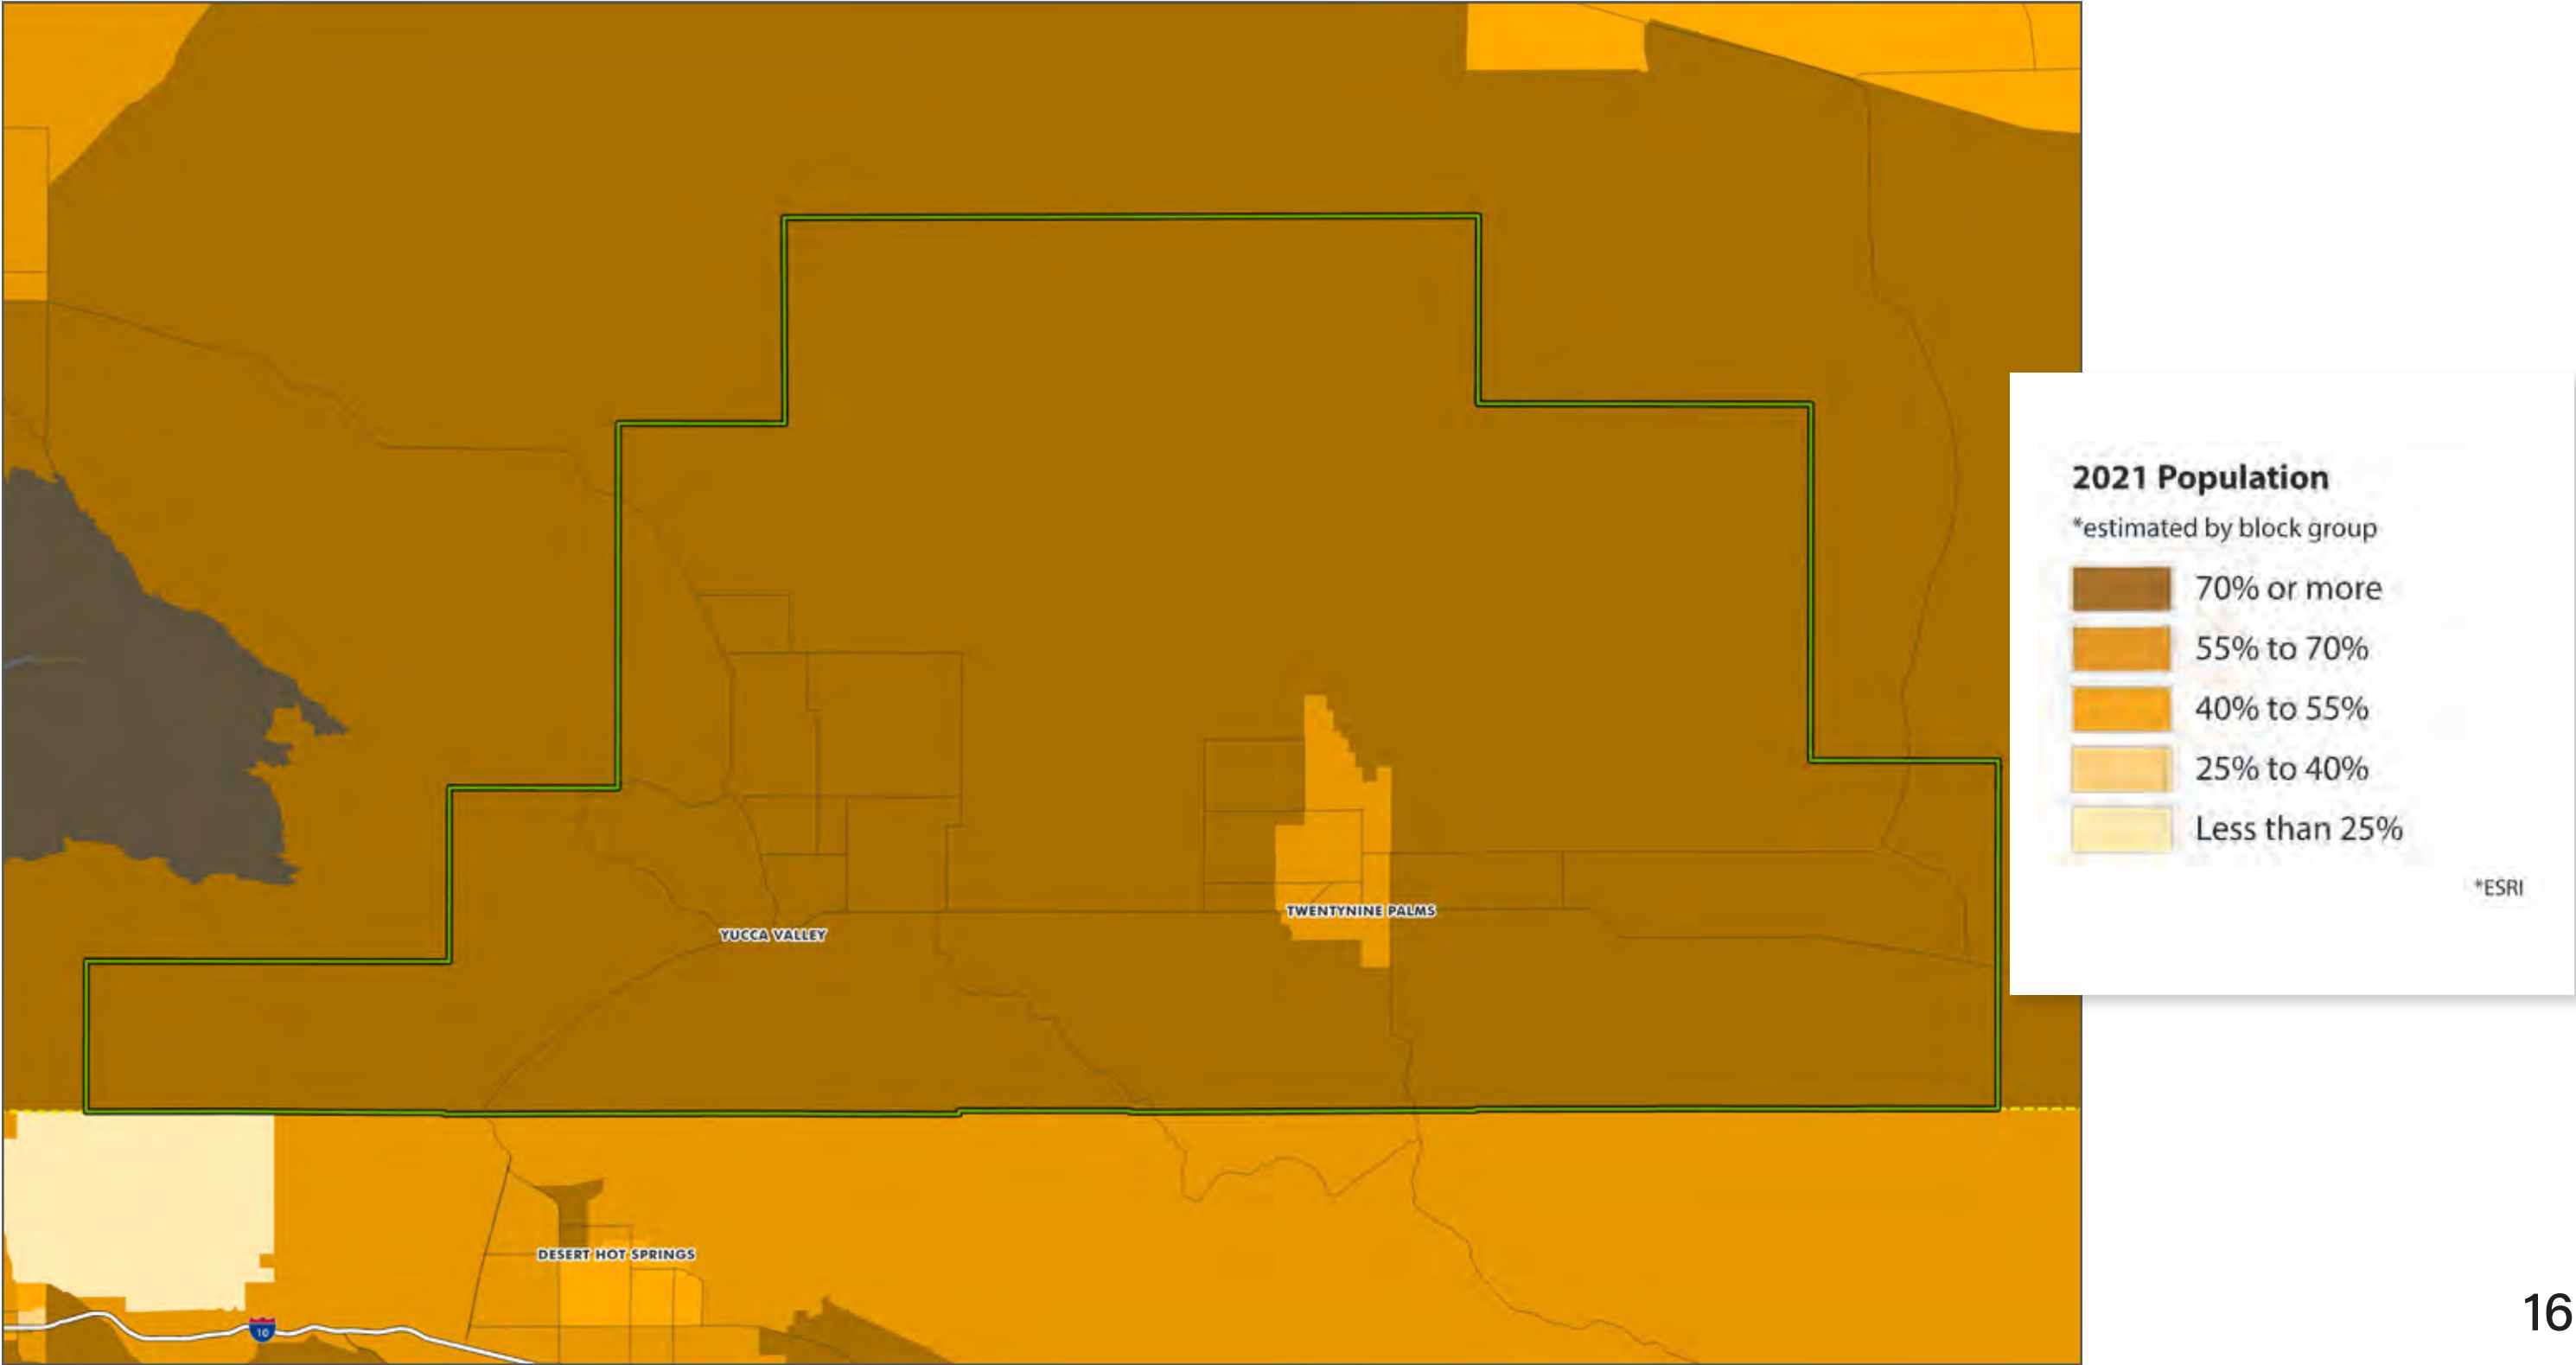 TWENTYNINE PALMS
YUCCA VALLEY
DESERT HOT SPRINGS
10
2021 Population
*estimated by block group
70% or more
55% to 70%
40% to 55%
25% to 40%
Less than 25%
*ESRI
16